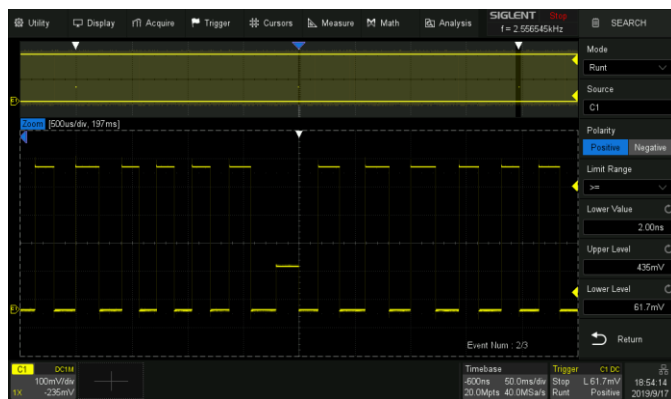 Utility Display Acquire Trigger Cursors Measure Math Analysis SIGLENT Stop
f = 2.556545kHz
SEARCH
Mode
Runt
Source
C1
Polarity
Positive Negative
Limit Range
>=
Lower Value
2.00ns
Upper Level
435mV
Lower Level
61.7mV
Return
Zoom [500us/div, 197ms]
Event Num : 2/3
C1 DC1M
100mV/div
1X -235mV
Timebase
-600ns 50.0ms/div
20.0Mpts 40.0MSa/s
Trigger C1 DC
Stop L 61.7mV
Runt Positive
18:54:14
2019/9/17